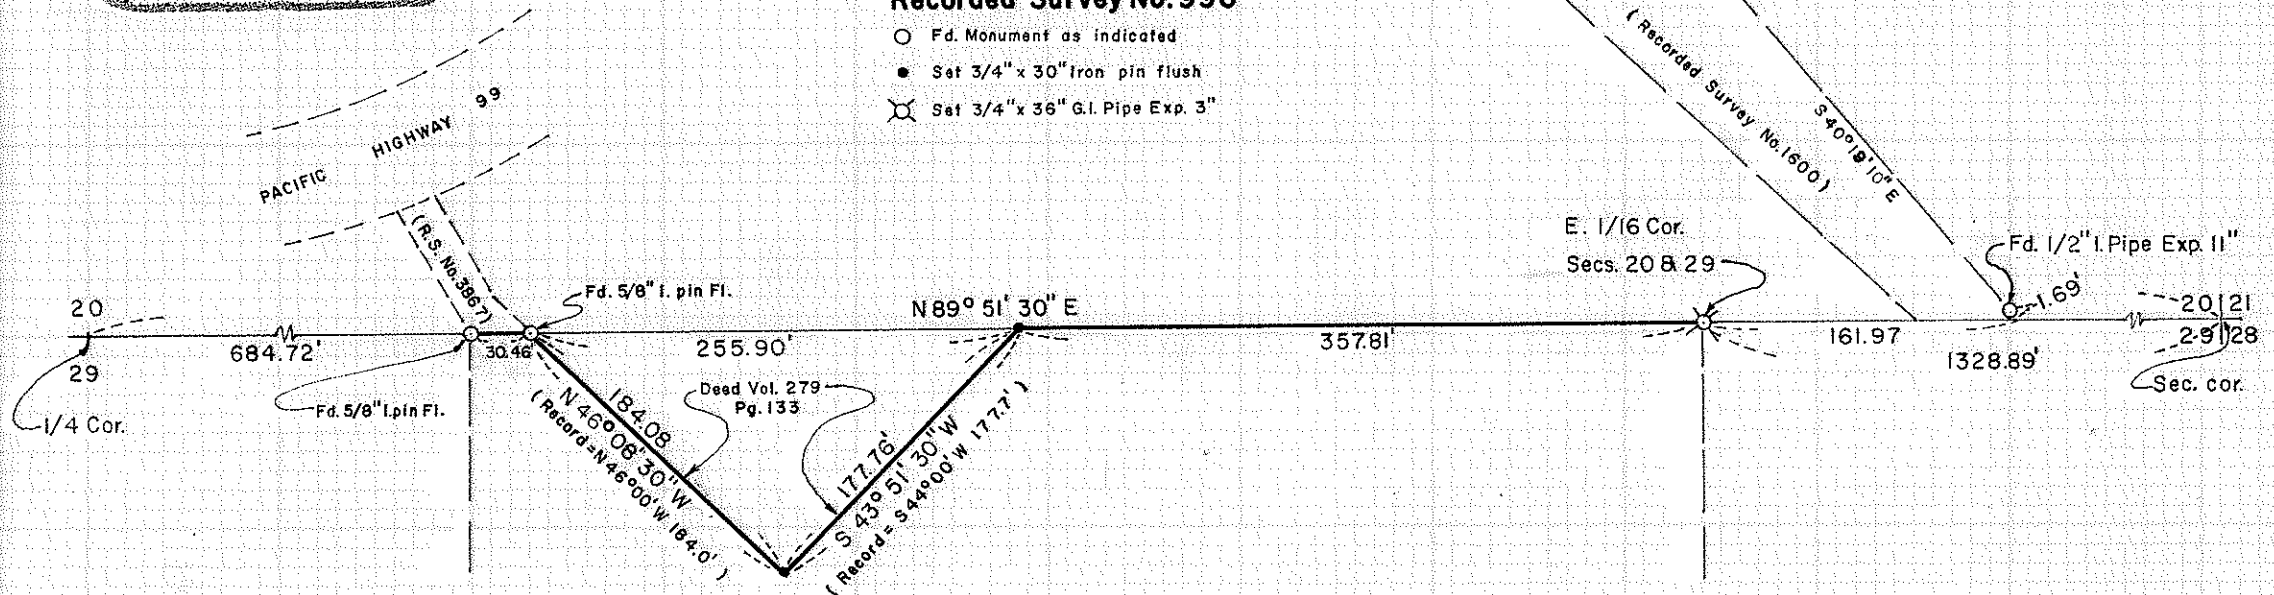 Recorded Survey No. 998
Fd. Monument as indicated
Set 3/4" x 30" Iron pin flush
Set 3/4" x 36" G.I. Pipe Exp. 3"
PACIFIC HIGHWAY 99
(R.S. No. 3867)
(Recorded Survey No. 1600)
S 40° 19' 10" E
E. 1/16 Cor.
Secs. 20 & 29
Fd. 1/2" I. Pipe Exp. 11"
1.69'
20 | 21
29 | 28
Sec. cor.
20
29
1/4 Cor.
684.72'
Fd. 5/8" I. pin Fl.
30.46
Fd. 5/8" I. pin Fl.
255.90'
N 89° 51' 30" E
357.81'
161.97
1328.89'
Deed Vol. 279
Pg. 133
184.08
N 46° 08' 30" W
(Record = N 46° 00' W 184.0')
177.76'
S 43° 51' 30" W
(Record = S 44° 00' W 177.7')